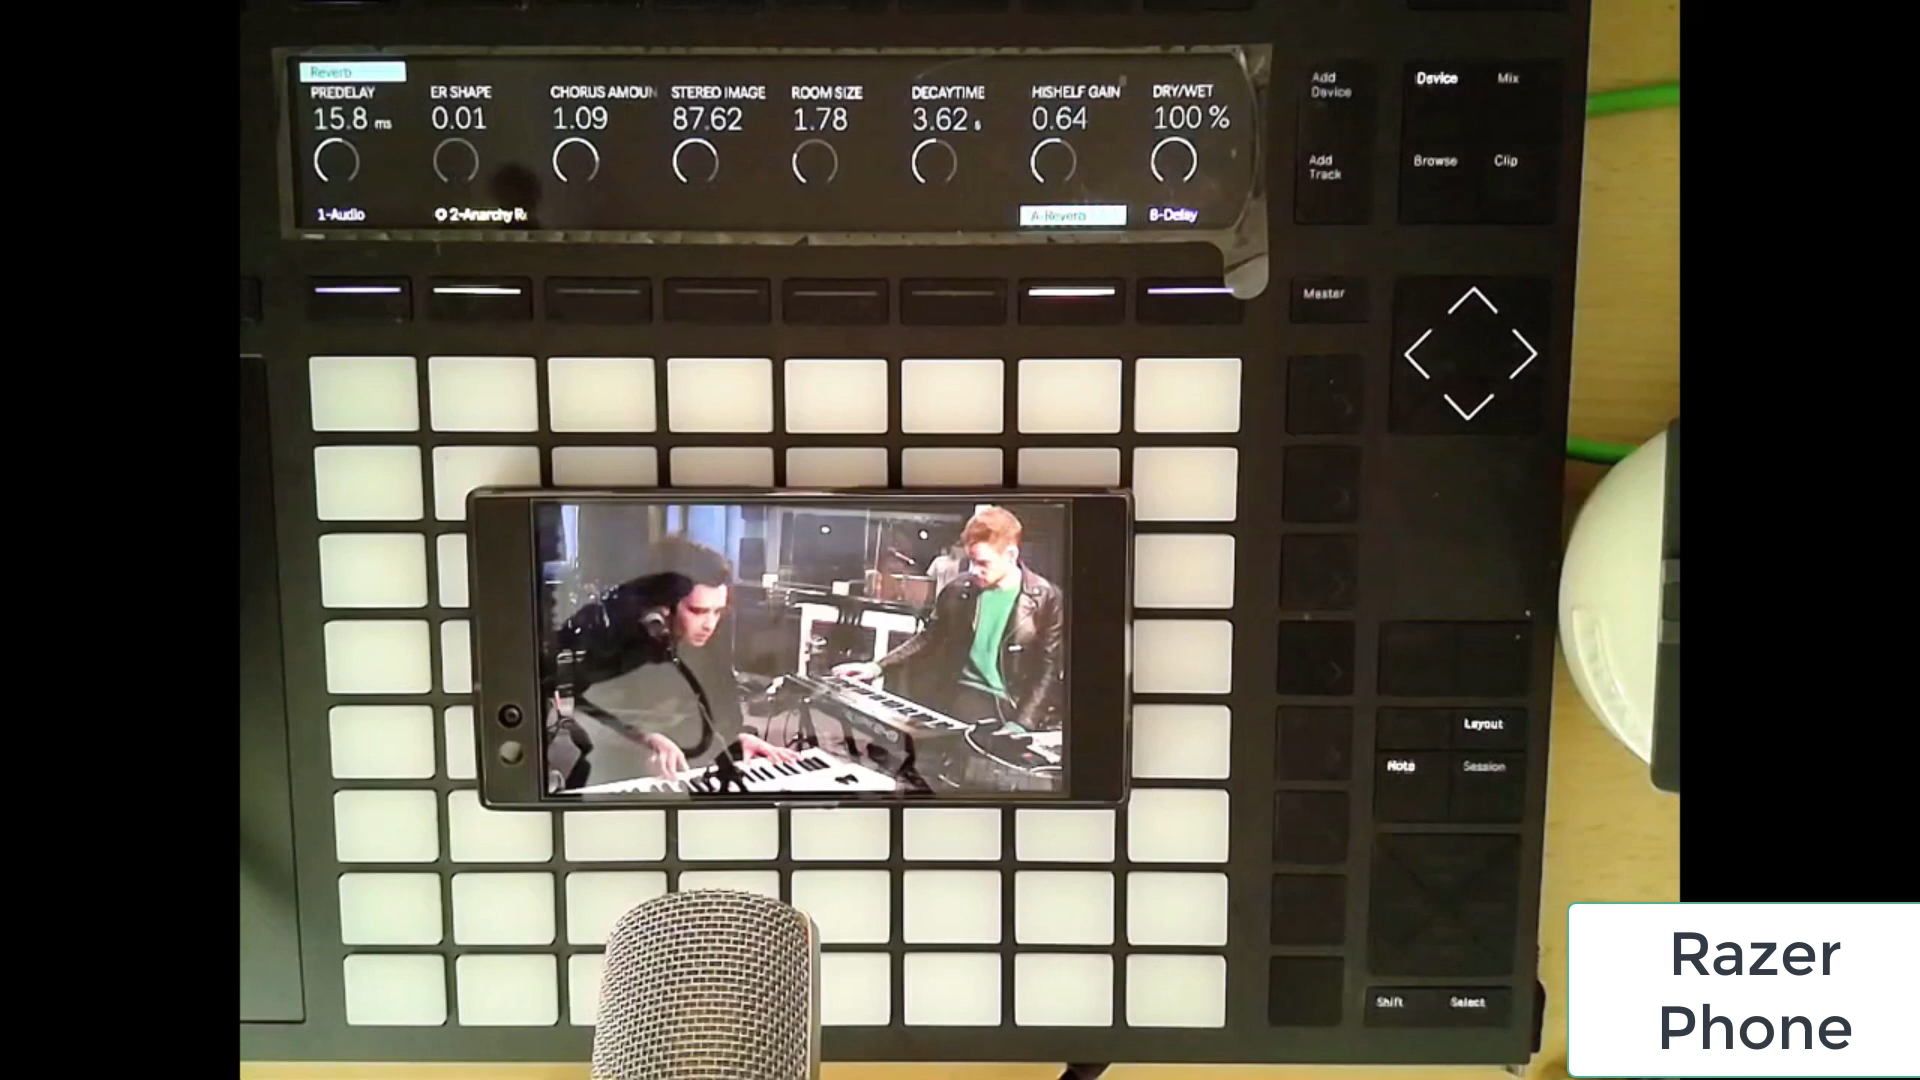 Reverb
PREDELAY ER SHAPE CHORUS AMOUN STEREO IMAGE ROOM SIZE DECAYTIME HISHELF GAIN DRY/WET
15.8 ms 0.01 1.09 87.62 1.78 3.62 s 0.64 100 %
1-Audio 2-Anarchy R A-Reverb B-Delay
Add Device
Device Mix
Add Track
Browse Clip
Master
Layout
Note Session
Shift Select
Razer
Phone